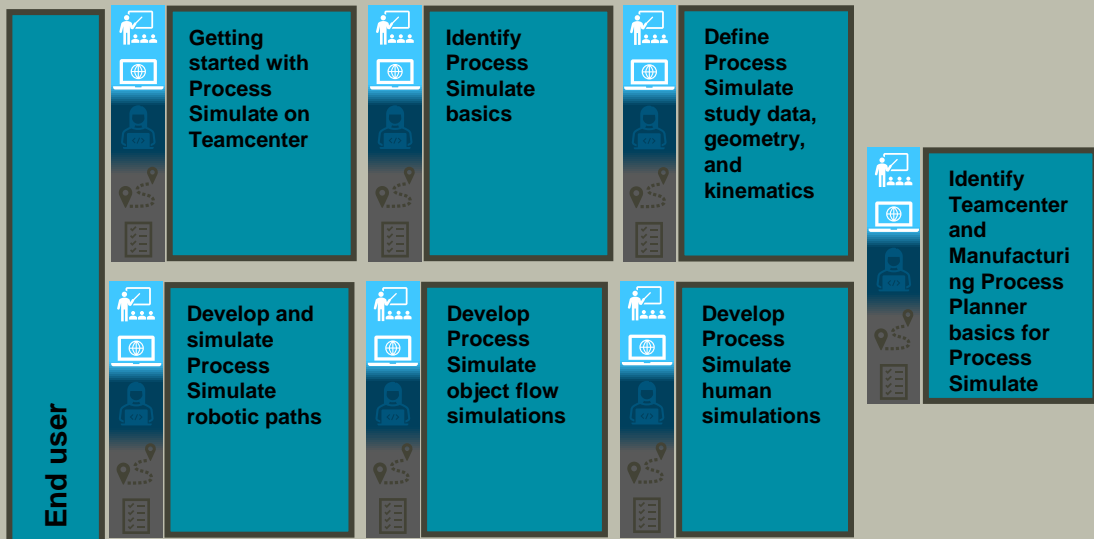 End user
Getting
started with
Process
Simulate on
Teamcenter
Identify
Process
Simulate
basics
Define
Process
Simulate
study data,
geometry,
and
kinematics
Identify
Teamcenter
and
Manufacturi
ng Process
Planner
basics for
Process
Simulate
Develop and
simulate
Process
Simulate
robotic paths
Develop
Process
Simulate
object flow
simulations
Develop
Process
Simulate
human
simulations